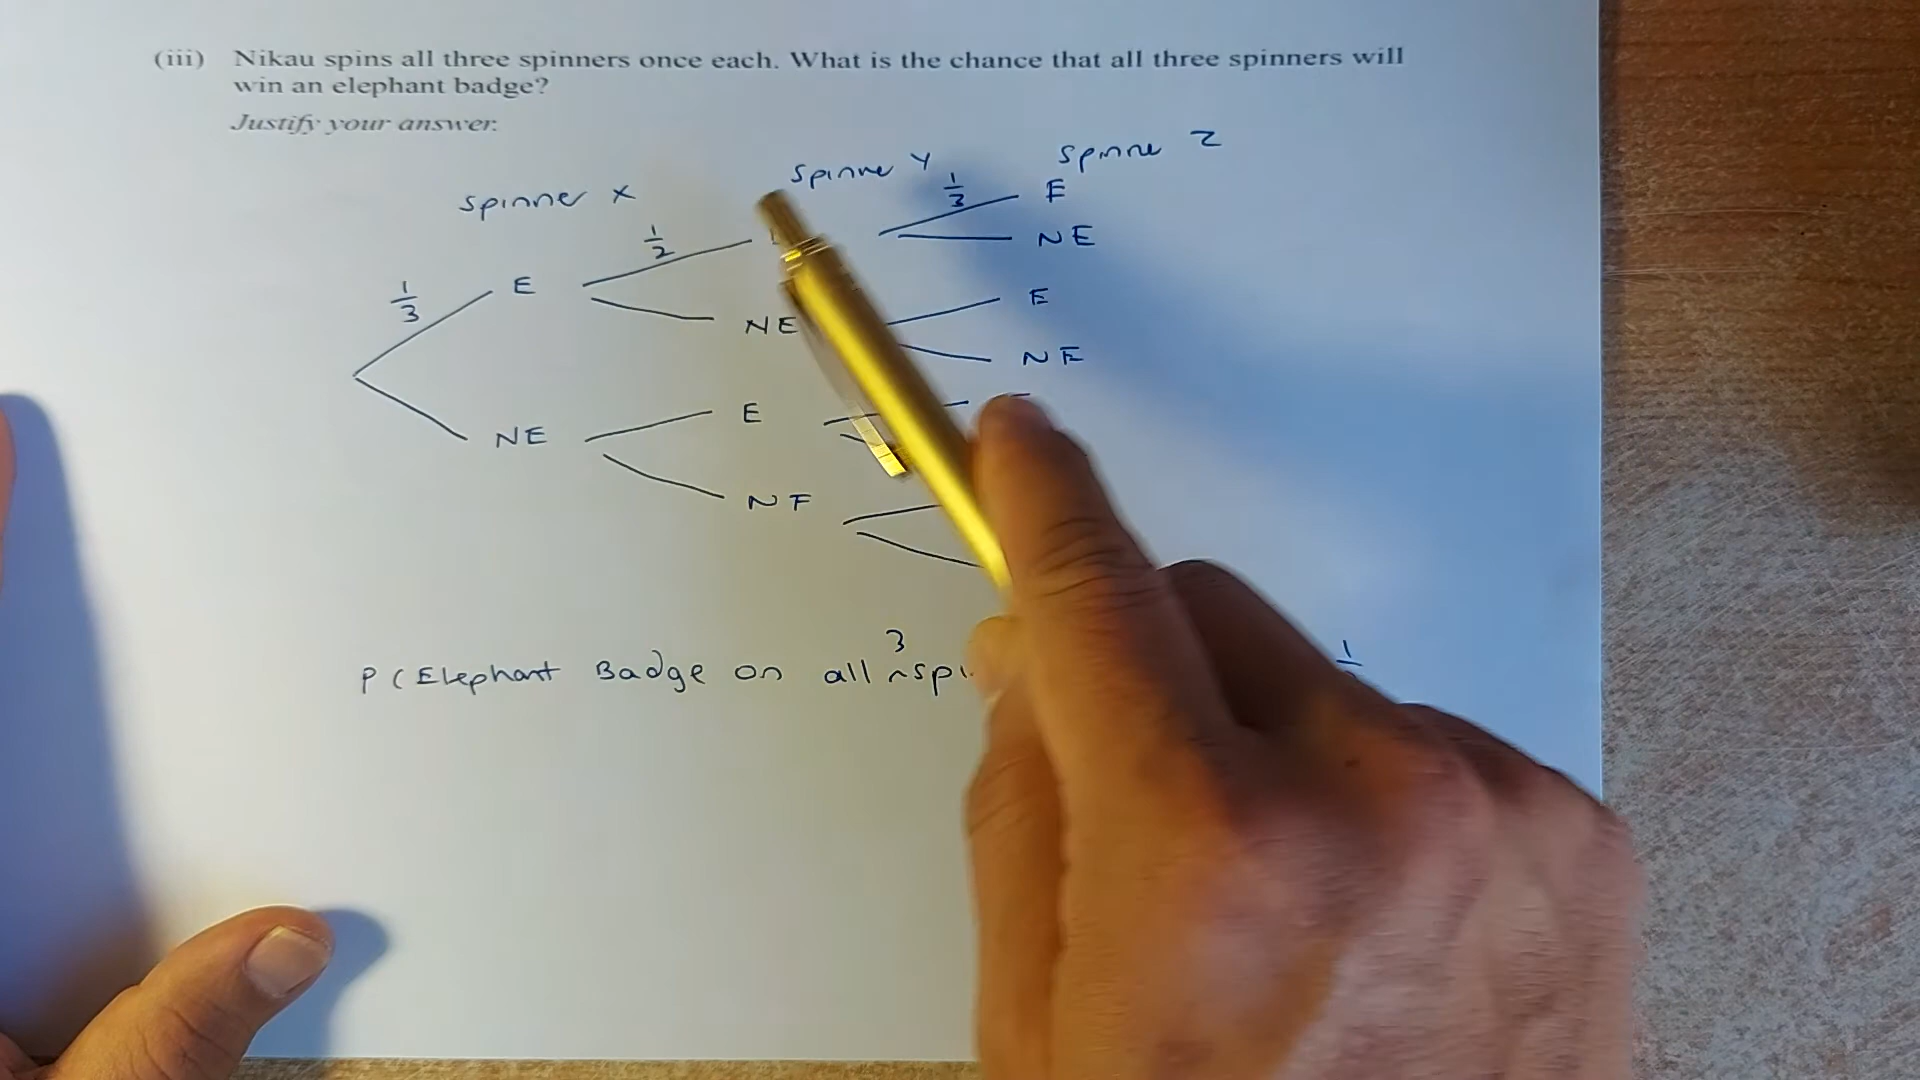 (iii) Nikau spins all three spinners once each. What is the chance that all three spinners will
win an elephant badge?
Justify your answer.
spinner X
Spinner Y
Spinner Z
1/3
E
NE
1/2
NE
E
NE
1/3
E
NE
E
NE
P(Elephant Badge on all 3